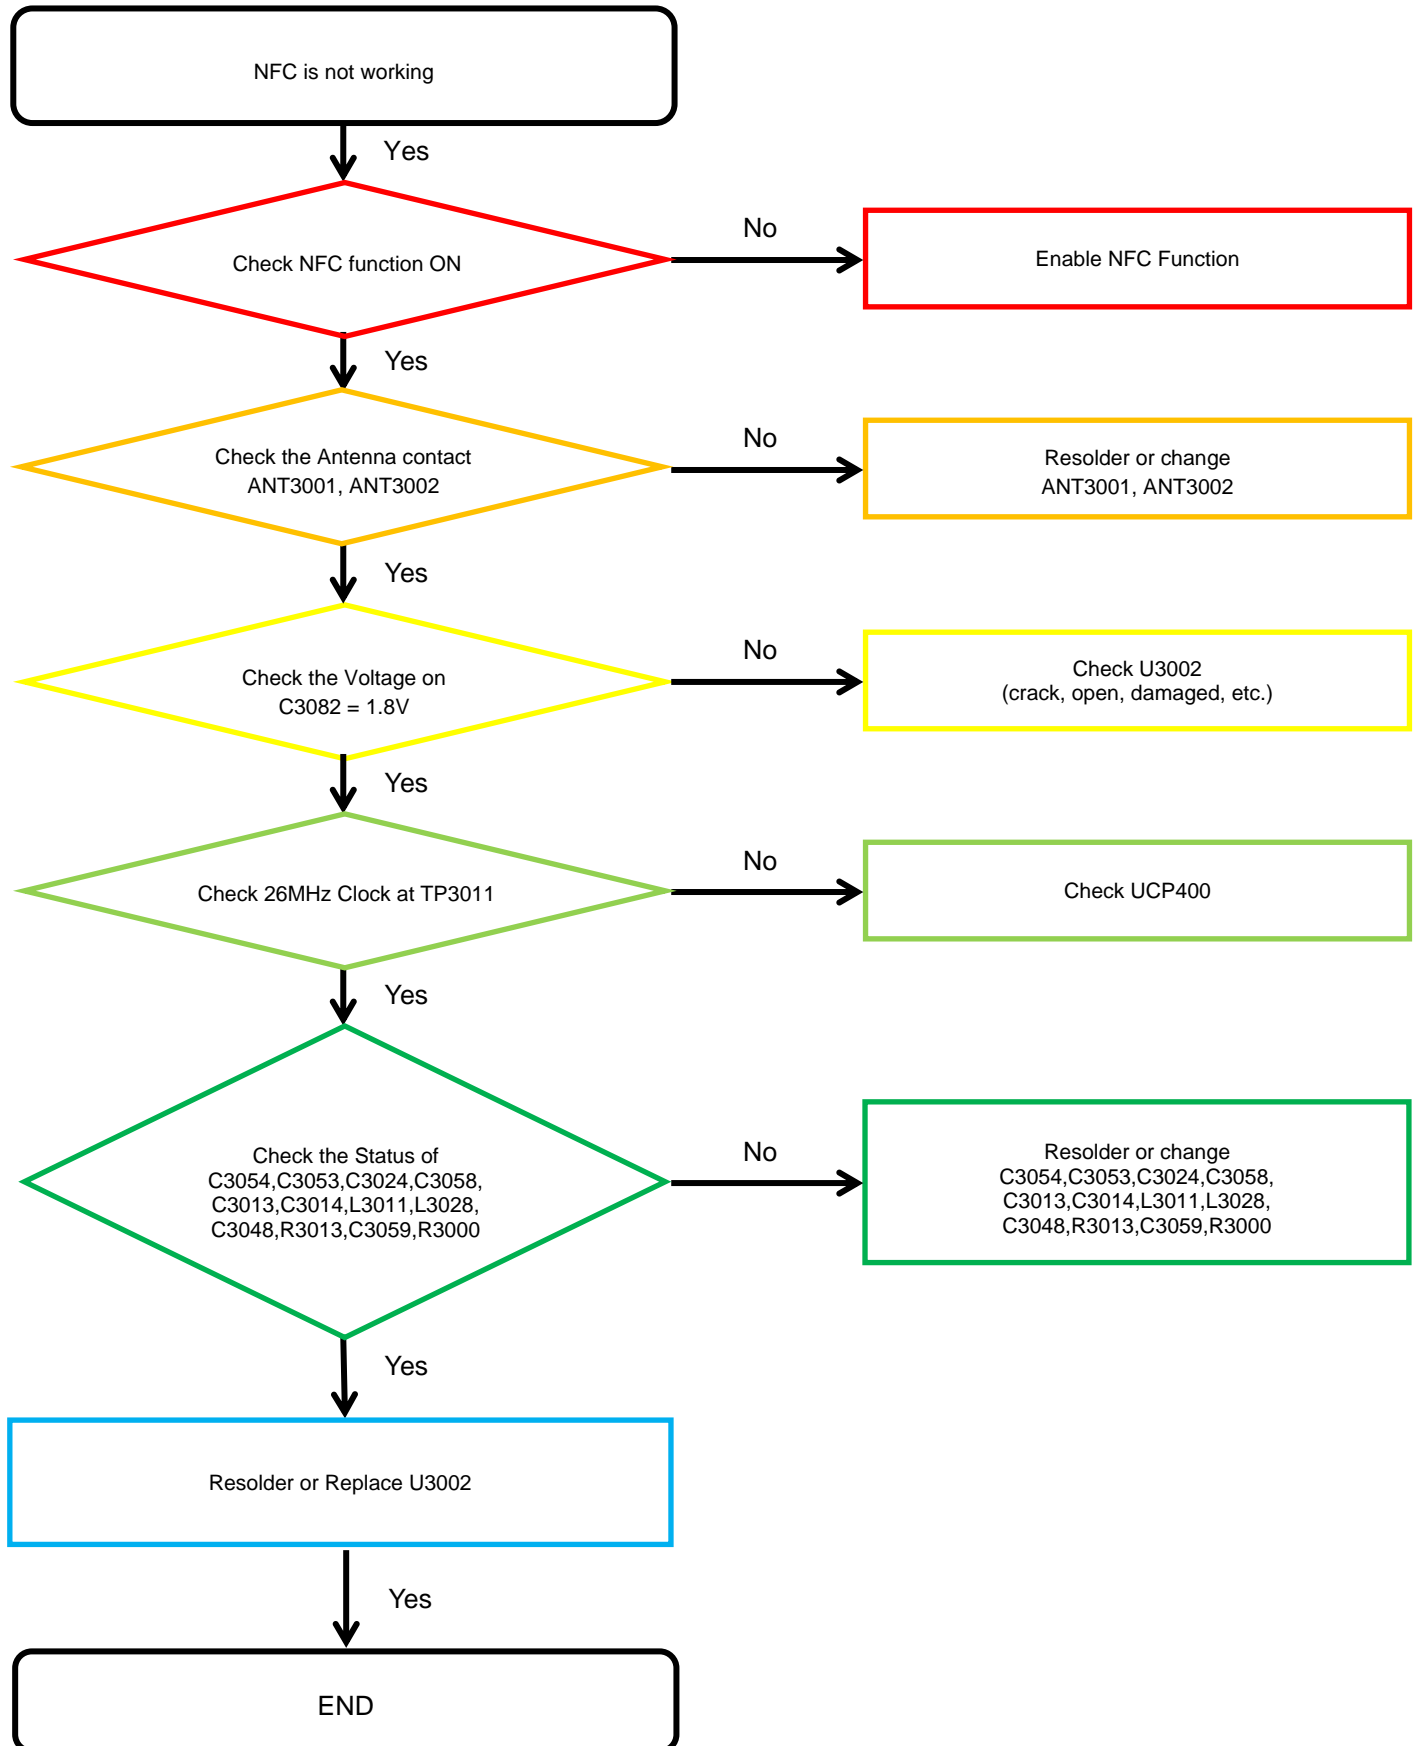 NFC is not working
Yes
Check NFC function ON
No
Enable NFC Function
Yes
Check the Antenna contact
ANT3001, ANT3002
No
Resolder or change
ANT3001, ANT3002
Yes
Check the Voltage on
C3082 = 1.8V
No
Check U3002
(crack, open, damaged, etc.)
Yes
Check 26MHz Clock at TP3011
No
Check UCP400
Yes
Check the Status of
C3054,C3053,C3024,C3058,
C3013,C3014,L3011,L3028,
C3048,R3013,C3059,R3000
No
Resolder or change
C3054,C3053,C3024,C3058,
C3013,C3014,L3011,L3028,
C3048,R3013,C3059,R3000
Yes
Resolder or Replace U3002
Yes
END